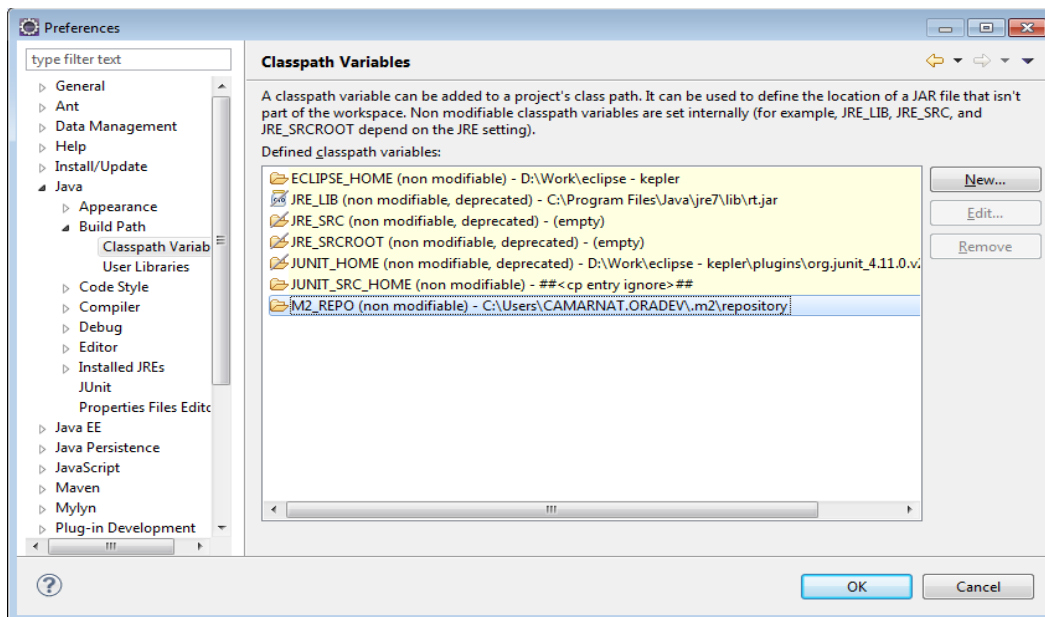 Preferences
type filter text
General
Ant
Data Management
Help
Install/Update
Java
Appearance
Build Path
Classpath Variab
User Libraries
Code Style
Compiler
Debug
Editor
Installed JREs
JUnit
Properties Files Edito
Java EE
Java Persistence
JavaScript
Maven
Mylyn
Plug-in Development
Classpath Variables
A classpath variable can be added to a project's class path. It can be used to define the location of a JAR file that isn't
part of the workspace. Non modifiable classpath variables are set internally (for example, JRE_LIB, JRE_SRC, and
JRE_SRCROOT depend on the JRE setting).
Defined classpath variables:
ECLIPSE_HOME (non modifiable) - D:\Work\eclipse - kepler
JRE_LIB (non modifiable, deprecated) - C:\Program Files\Java\jre7\lib\rt.jar
JRE_SRC (non modifiable, deprecated) - (empty)
JRE_SRCROOT (non modifiable, deprecated) - (empty)
JUNIT_HOME (non modifiable, deprecated) - D:\Work\eclipse - kepler\plugins\org.junit_4.11.0.v2
JUNIT_SRC_HOME (non modifiable) - ##<cp entry ignore>##
M2_REPO (non modifiable) - C:\Users\CAMARNAT.ORADEV\.m2\repository
New...
Edit...
Remove
OK
Cancel